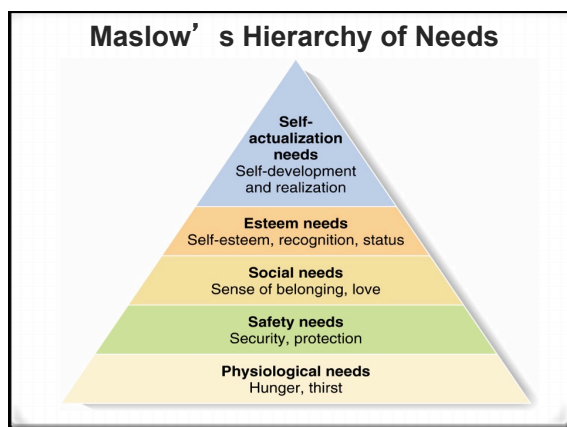 Maslow’ s Hierarchy of Needs
Self-
actualization
needs
Self-development
and realization
Esteem needs
Self-esteem, recognition, status
Social needs
Sense of belonging, love
Safety needs
Security, protection
Physiological needs
Hunger, thirst